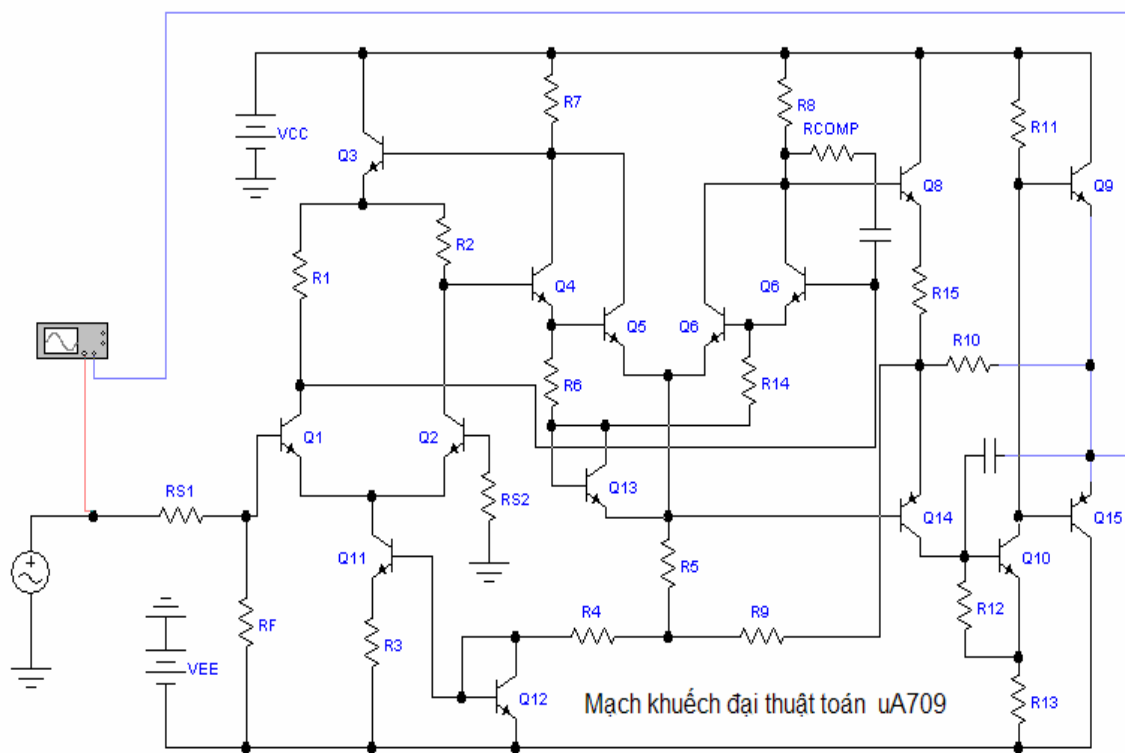 R7
R8
RCOMP
R11
VCC
Q3
Q8
Q9
R2
R1
Q4
Q6
R15
Q5
Q6
R10
R6
R14
Q1
Q2
Q13
RS1
RS2
Q14
Q10
Q15
Q11
R5
R12
RF
R3
R4
R9
VEE
Q12
Mạch khuếch đại thuật toán uA709
R13